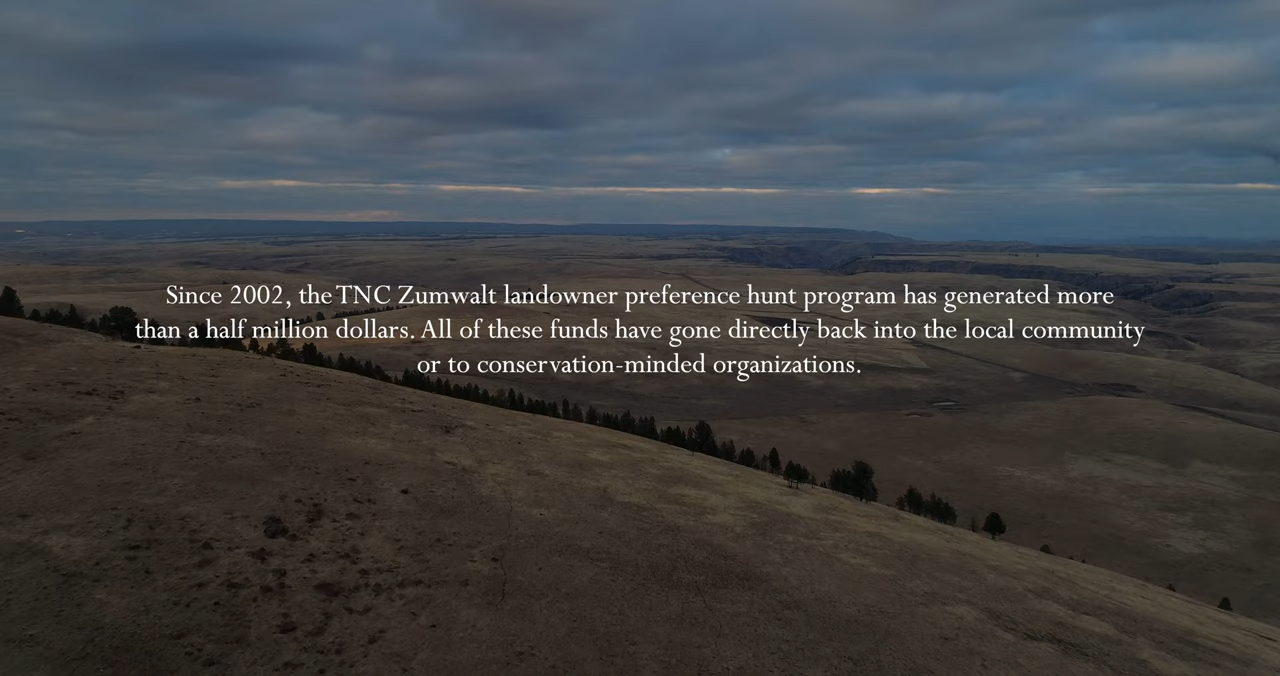 Since 2002, the TNC Zumwalt landowner preference hunt program has generated more
than a half million dollars. All of these funds have gone directly back into the local community
or to conservation-minded organizations.